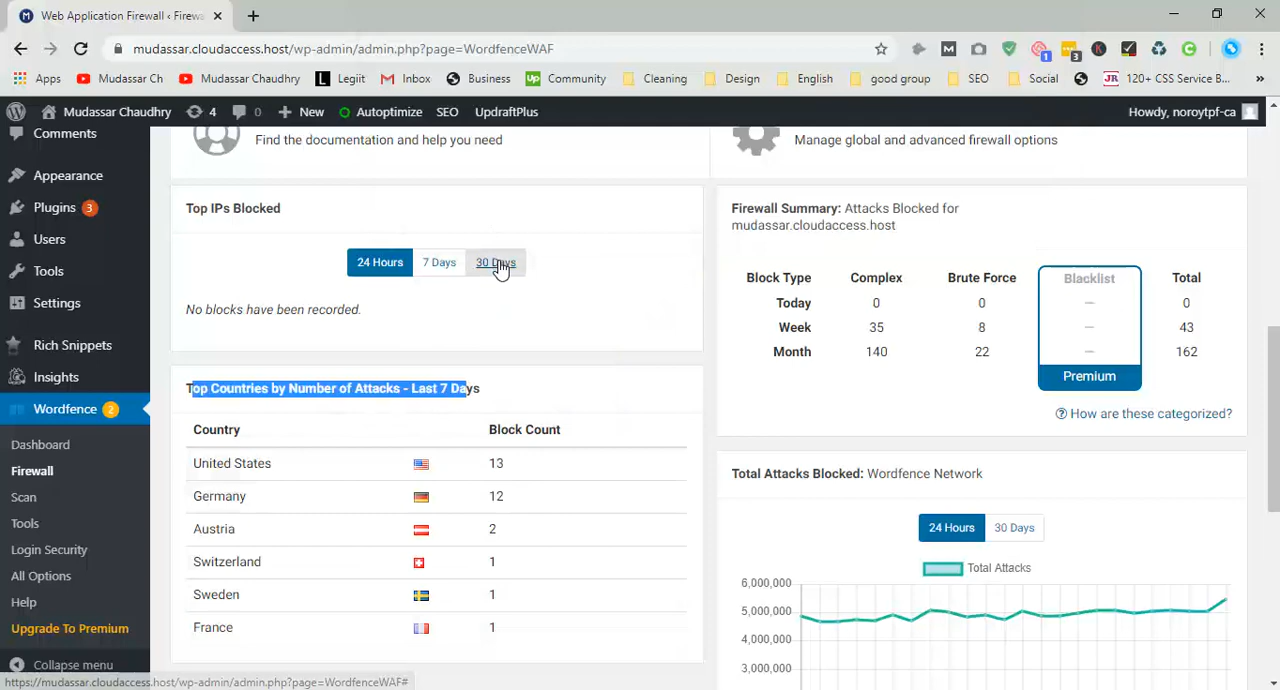 Web Application Firewall ‹ Firew
mudassar.cloudaccess.host/wp-admin/admin.php?page=WordfenceWAF
Apps
Mudassar Ch
Mudassar Chaudhry
Legiit
Inbox
Business
Community
Cleaning
Design
English
good group
SEO
Social
120+ CSS Service B...
Mudassar Chaudhry
4
0
New
Autoptimize
SEO
UpdraftPlus
Howdy, noroytpf-ca
Comments
Appearance
Plugins 3
Users
Tools
Settings
Rich Snippets
Insights
Wordfence 2
Dashboard
Firewall
Scan
Tools
Login Security
All Options
Help
Upgrade To Premium
Collapse menu
Find the documentation and help you need
Manage global and advanced firewall options
Top IPs Blocked
24 Hours 7 Days 30 Days
No blocks have been recorded.
Top Countries by Number of Attacks - Last 7 Days
Country Block Count
United States 13
Germany 12
Austria 2
Switzerland 1
Sweden 1
France 1
Firewall Summary: Attacks Blocked for
mudassar.cloudaccess.host
Block Type Complex Brute Force Blacklist Total
Today 0 0 — 0
Week 35 8 — 43
Month 140 22 — 162
Premium
How are these categorized?
Total Attacks Blocked: Wordfence Network
24 Hours 30 Days
Total Attacks
6,000,000
5,000,000
4,000,000
3,000,000
https://mudassar.cloudaccess.host/wp-admin/admin.php?page=WordfenceWAF#